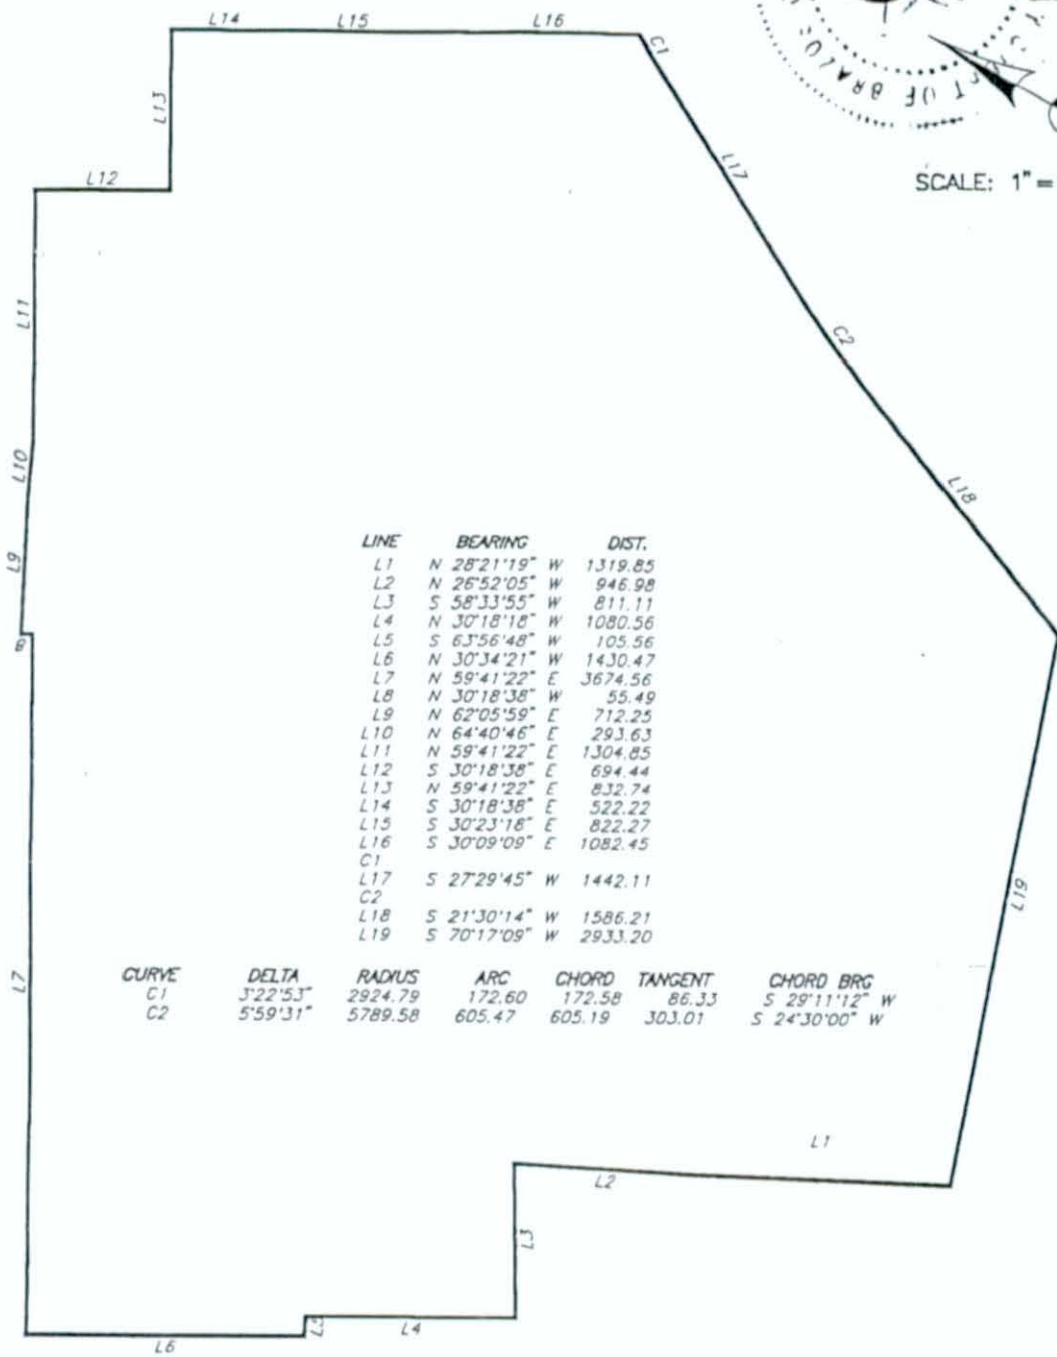 L14 L15 L16
C1
L13
L17
L12
SCALE: 1"=
L11
C2
L10
L18
L9
LINE BEARING DIST.
L1 N 28°21'19" W 1319.85
L2 N 26°52'05" W 946.98
L3 S 58°33'55" W 811.11
L4 N 30°18'18" W 1080.56
L5 S 63°56'48" W 105.56
L6 N 30°34'21" W 1430.47
L7 N 59°41'22" E 3674.56
L8 N 30°18'38" W 55.49
L9 N 62°05'59" E 712.25
L10 N 64°40'46" E 293.63
L11 N 59°41'22" E 1304.85
L12 S 30°18'38" E 694.44
L13 N 59°41'22" E 832.74
L14 S 30°18'38" E 522.22
L15 S 30°23'16" E 822.27
L16 S 30°09'09" E 1082.45
C1
L17 S 27°29'45" W 1442.11
C2
L18 S 21°30'14" W 1586.21
L19 S 70°17'09" W 2933.20
L19
L7
CURVE DELTA RADIUS ARC CHORD TANGENT CHORD BRG
C1 3°22'53" 2924.79 172.60 172.58 86.33 S 29°11'12" W
C2 5°59'31" 5789.58 605.47 605.19 303.01 S 24°30'00" W
L1
L2
L3
L5
L4
L6